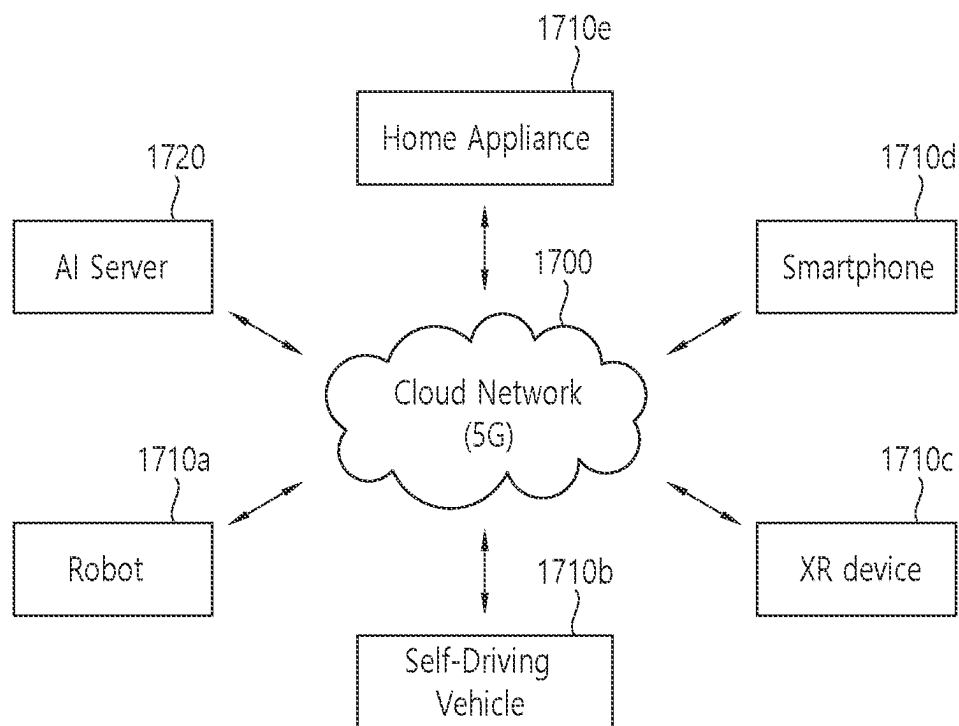 1710e
Home Appliance
1720
AI Server
1710d
Smartphone
1700
Cloud Network
(5G)
1710a
Robot
1710c
XR device
1710b
Self-Driving
Vehicle